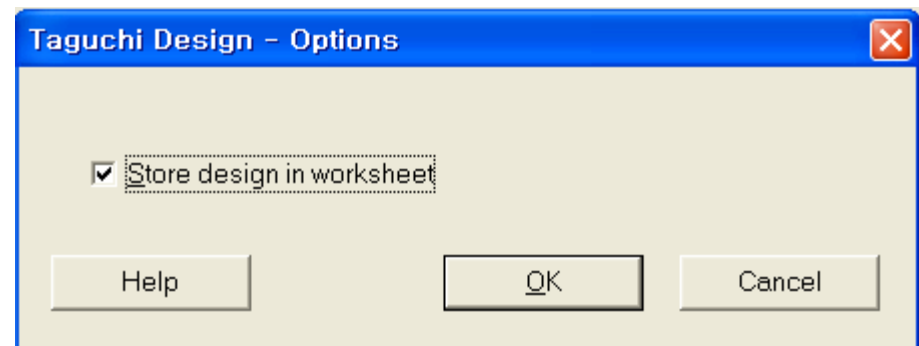 Taguchi Design - Options
Store design in worksheet
Help
OK
Cancel